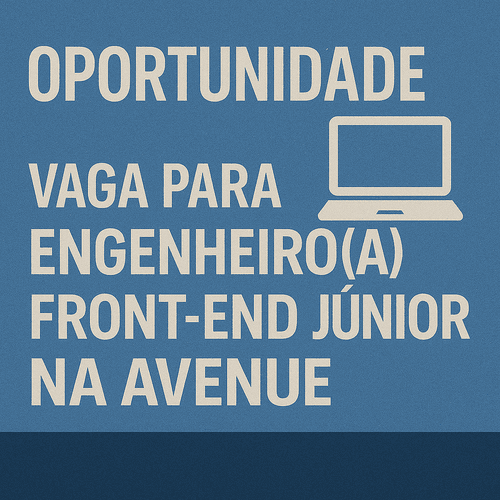 OPORTUNIDADE
VAGA PARA
ENGENHEIRO(A)
FRONT-END JÚNIOR
NA AVENUE